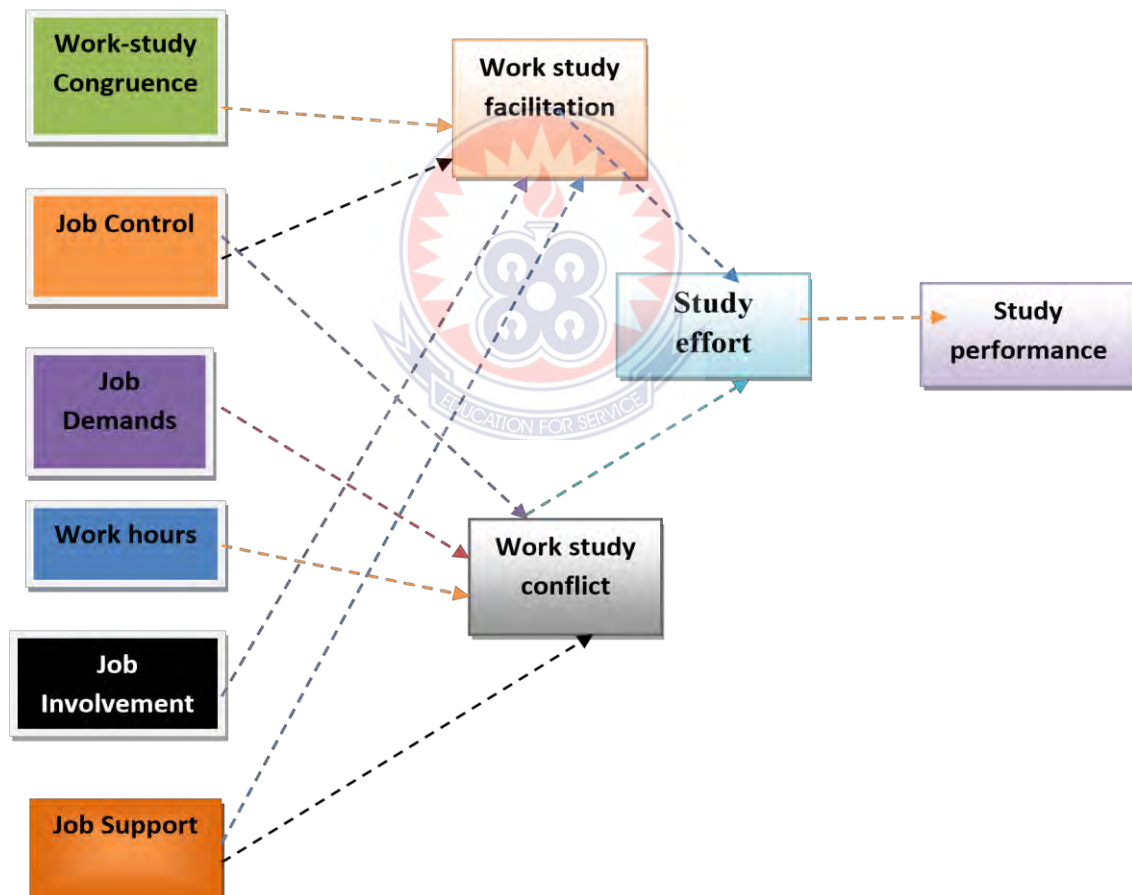 Work-study
Congruence
Work study
facilitation
Job Control
Study
effort
Study
performance
Job
Demands
EDUCATION FOR SERVICE
Work hours
Work study
conflict
Job
Involvement
Job Support